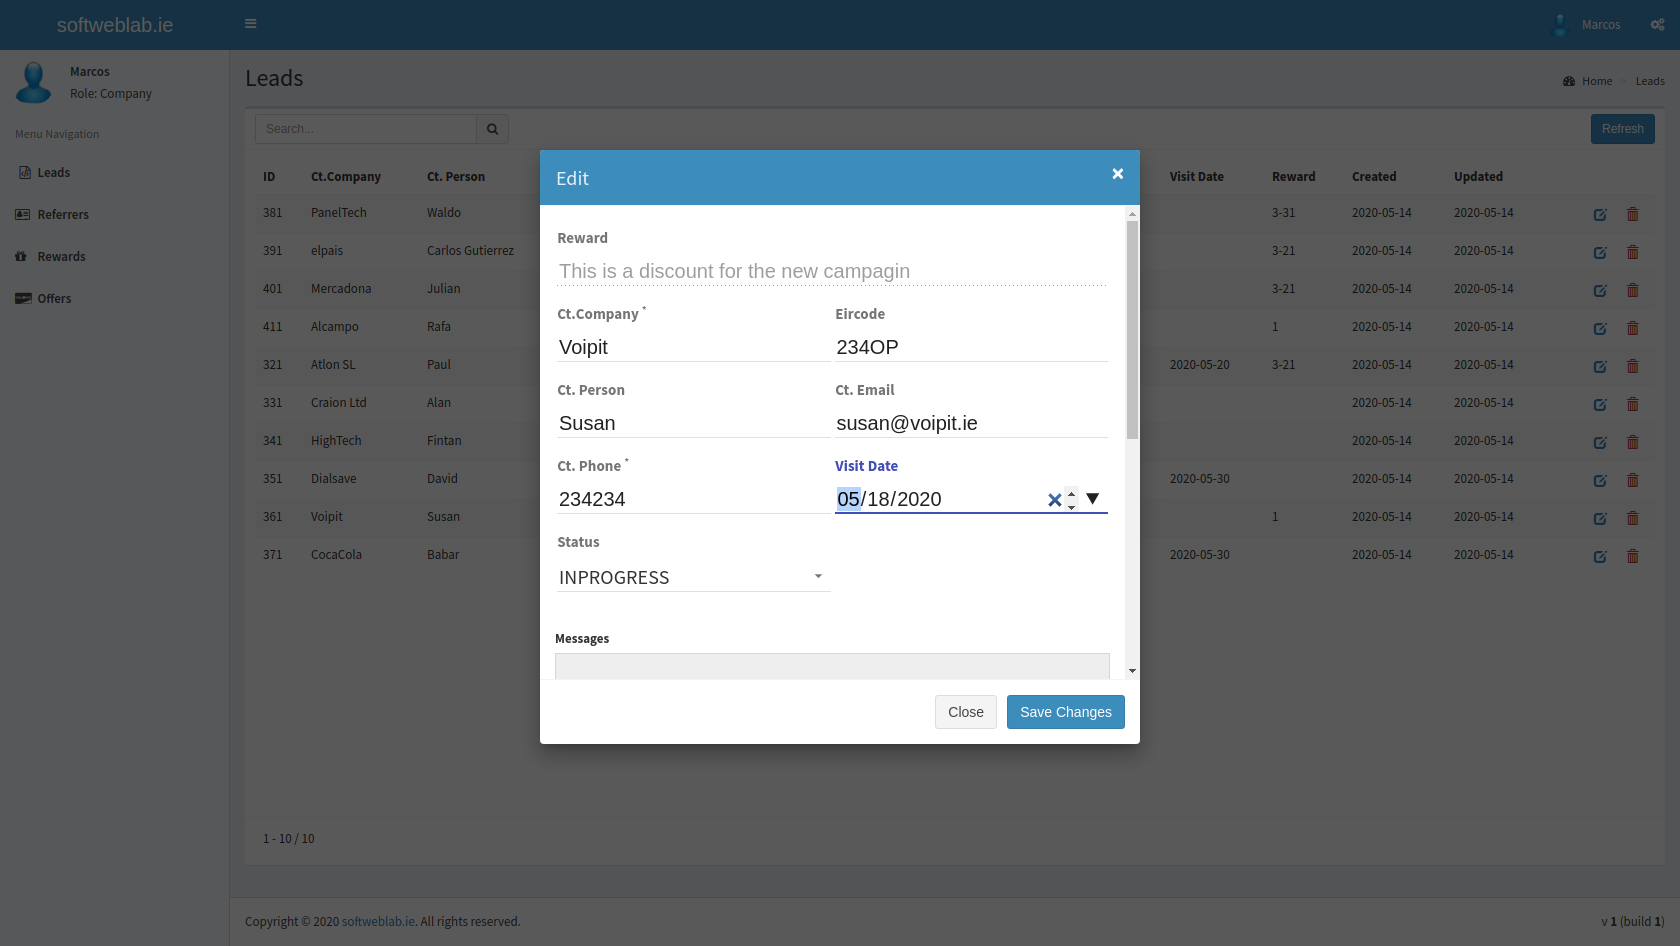 softweblab.ie
Marcos
Marcos
Role: Company
Menu Navigation
Leads
Referrers
Rewards
Offers
Leads
Home
Leads
Search...
Refresh
ID Ct.Company Ct. Person Visit Date Reward Created Updated
381 PanelTech Waldo 3-31 2020-05-14 2020-05-14
391 elpais Carlos Gutierrez 3-21 2020-05-14 2020-05-14
401 Mercadona Julian 3-21 2020-05-14 2020-05-14
411 Alcampo Rafa 1 2020-05-14 2020-05-14
321 Atlon SL Paul 2020-05-20 3-21 2020-05-14 2020-05-14
331 Craion Ltd Alan 2020-05-14 2020-05-14
341 HighTech Fintan 2020-05-14 2020-05-14
351 Dialsave David 2020-05-30 2020-05-14 2020-05-14
361 Voipit Susan 1 2020-05-14 2020-05-14
371 CocaCola Babar 2020-05-30 2020-05-14 2020-05-14
1 - 10 / 10
Edit
×
Reward
This is a discount for the new campagin
Ct.Company * Eircode
Voipit 234OP
Ct. Person Ct. Email
Susan susan@voipit.ie
Ct. Phone * Visit Date
234234 05/18/2020
Status
INPROGRESS
Messages
Close Save Changes
Copyright © 2020 softweblab.ie. All rights reserved.
v 1 (build 1)